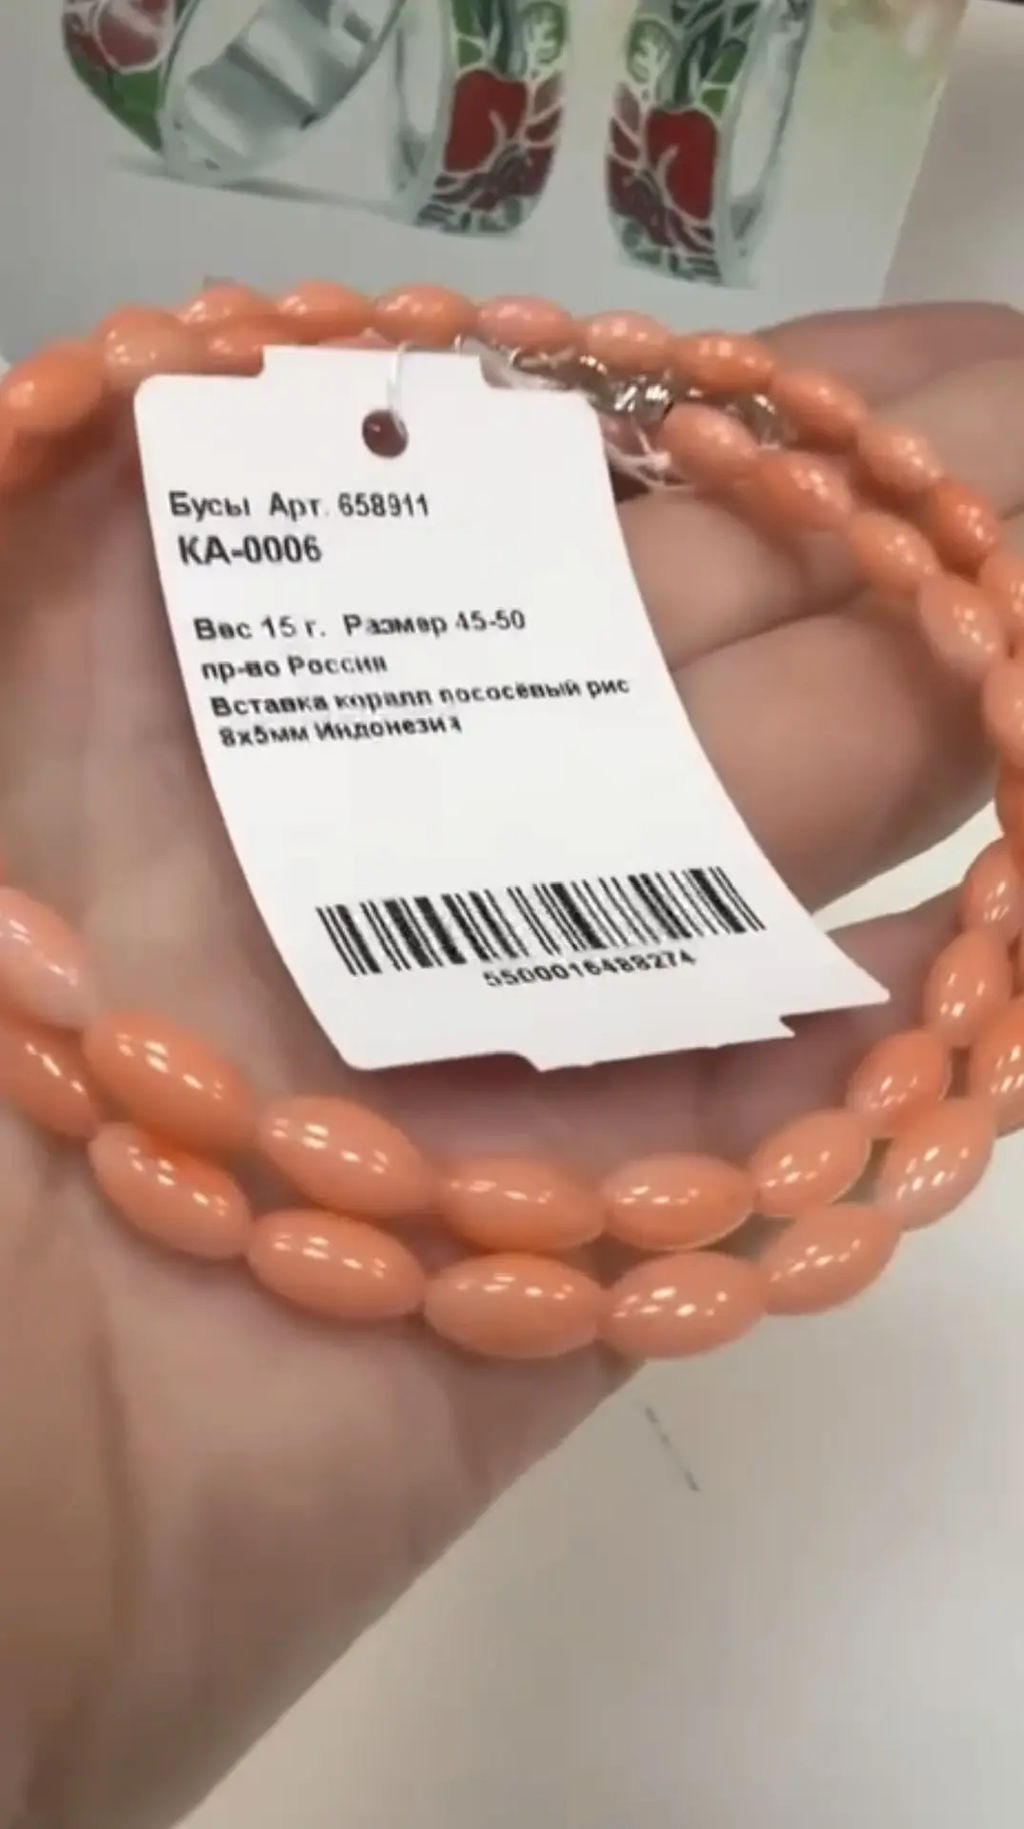 Бусы Арт. 658911
КА-0006
Вес 15 г. Размер 45-50
пр-во Россия
Вставка коралл лососёвый рис
8х5мм Индонезия
5500016488274